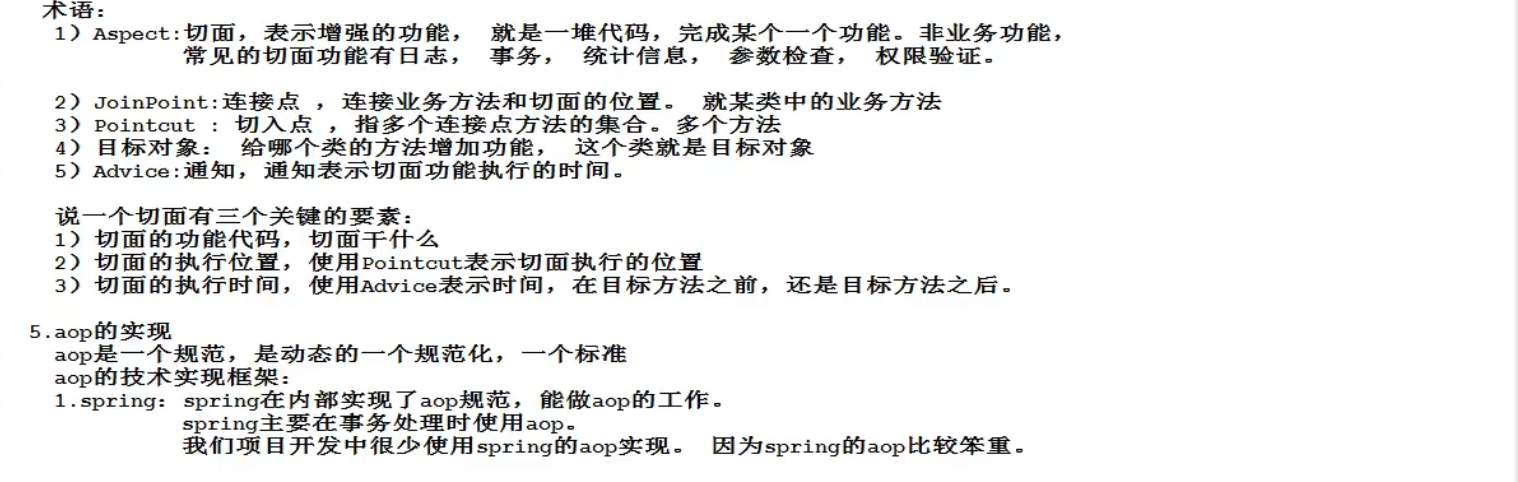 术语:
1) Aspect:切面, 表示增强的功能, 就是一堆代码, 完成某个一个功能。非业务功能,
常见的切面功能有日志, 事务, 统计信息, 参数检查, 权限验证。
2) JoinPoint:连接点 , 连接业务方法和切面的位置。 就某类中的业务方法
3) Pointcut : 切入点 , 指多个连接点方法的集合。多个方法
4) 目标对象: 给哪个类的方法增加功能, 这个类就是目标对象
5) Advice:通知, 通知表示切面功能执行的时间。
说一个切面有三个关键的要素:
1) 切面的功能代码, 切面干什么
2) 切面的执行位置, 使用Pointcut表示切面执行的位置
3) 切面的执行时间, 使用Advice表示时间, 在目标方法之前, 还是目标方法之后。
5.aop的实现
aop是一个规范, 是动态的一个规范化, 一个标准
aop的技术实现框架:
1.spring: spring在内部实现了aop规范, 能做aop的工作。
spring主要在事务处理时使用aop。
我们项目开发中很少使用spring的aop实现。 因为spring的aop比较笨重。